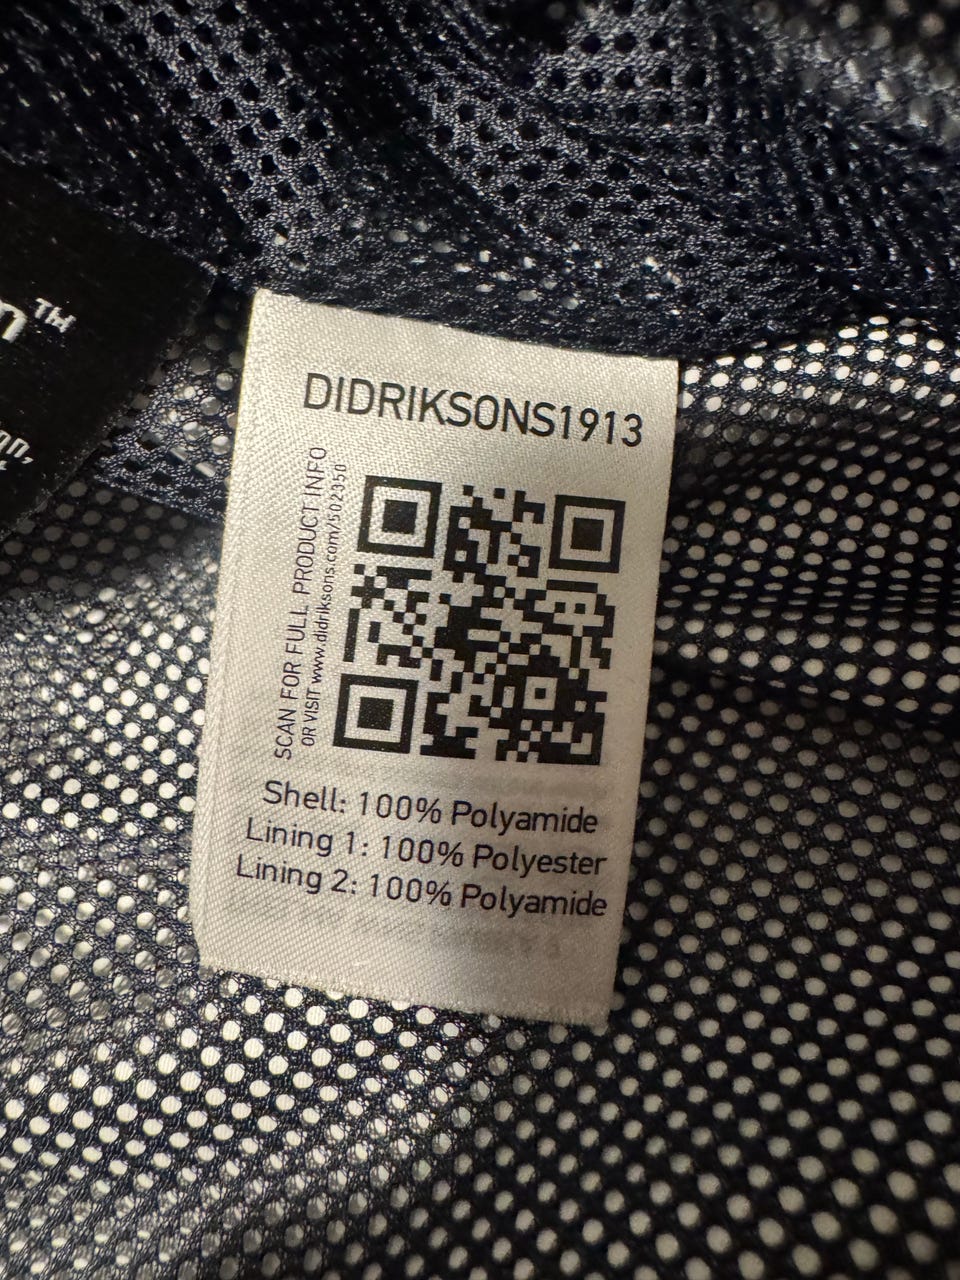 TM
DIDRIKSONS1913
SCAN FOR FULL PRODUCT INFO
OR VISIT www.didriksons.com/502350
Shell: 100% Polyamide
Lining 1: 100% Polyester
Lining 2: 100% Polyamide